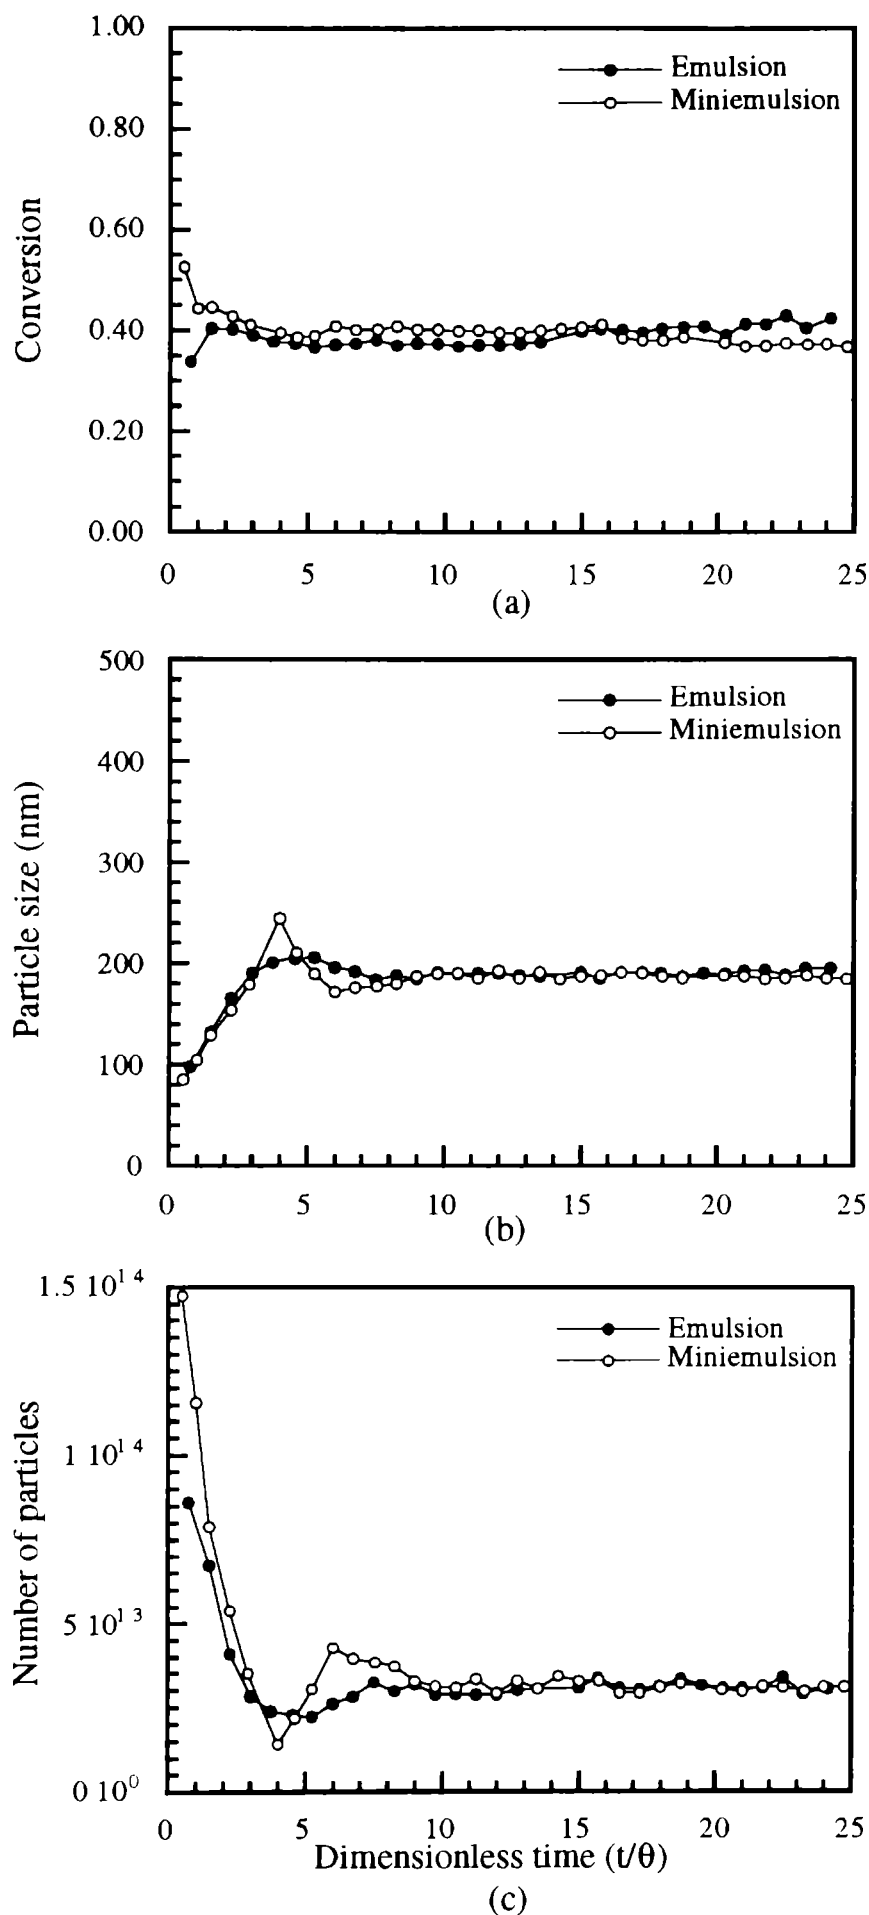 1.00
Emulsion
Miniemulsion
0.80
0.60
Conversion
0.40
0.20
0.00
0 5 10 15 20 25
(a)
500
Emulsion
Miniemulsion
400
Particle size (nm)
300
200
100
0
0 5 10 15 20 25
(b)
1.5 10¹⁴
Emulsion
Miniemulsion
1 10¹⁴
Number of particles
5 10¹³
0 10⁰
0 5 10 15 20 25
Dimensionless time (t/θ)
(c)